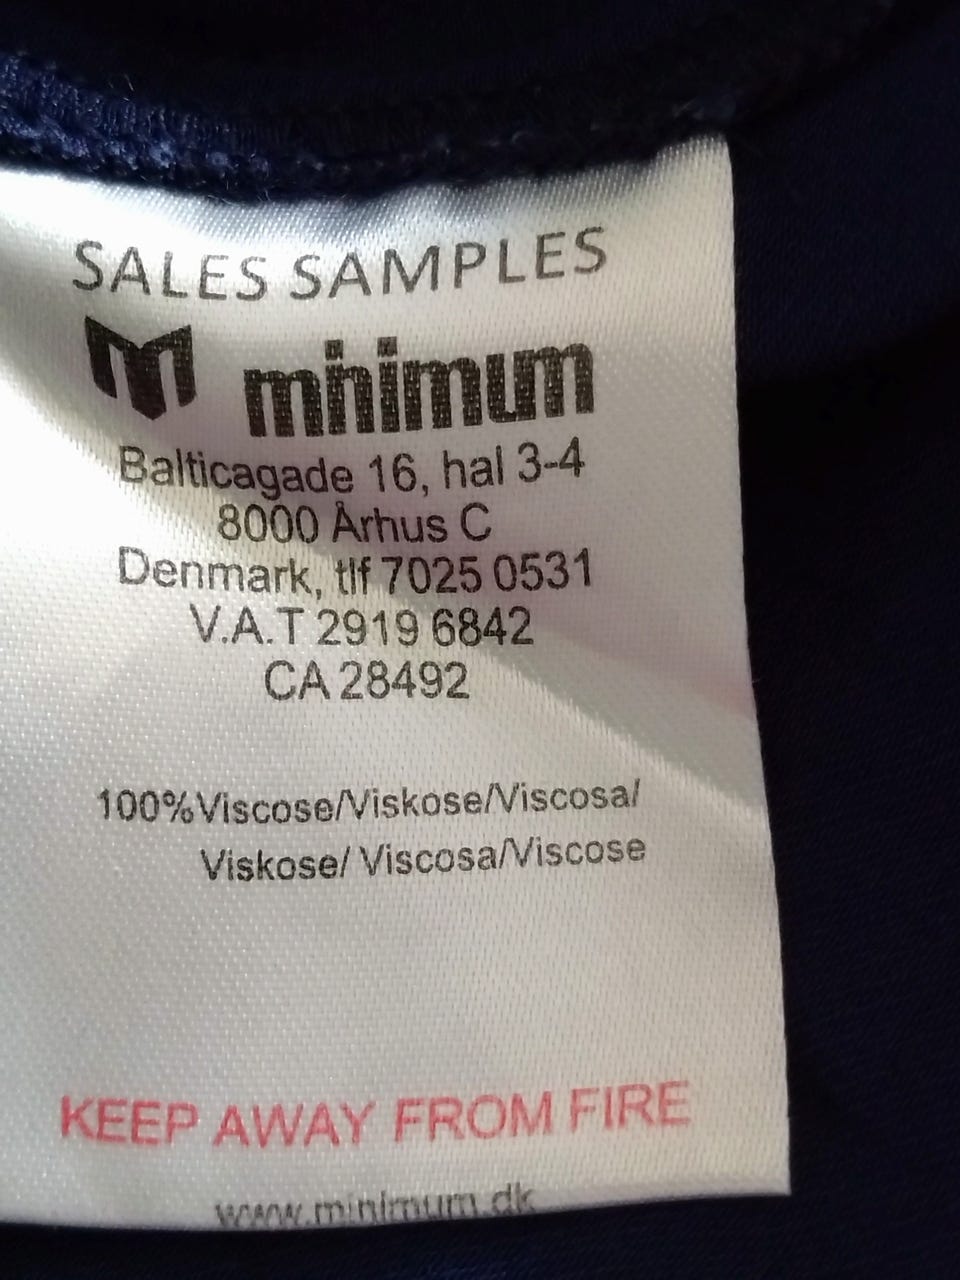 SALES SAMPLES
minimum
Balticagade 16, hal 3-4
8000 Århus C
Denmark, tlf 7025 0531
V.A.T 2919 6842
CA 28492
100%Viscose/Viskose/Viscosa/
Viskose/ Viscosa/Viscose
KEEP AWAY FROM FIRE
www.minimum.dk